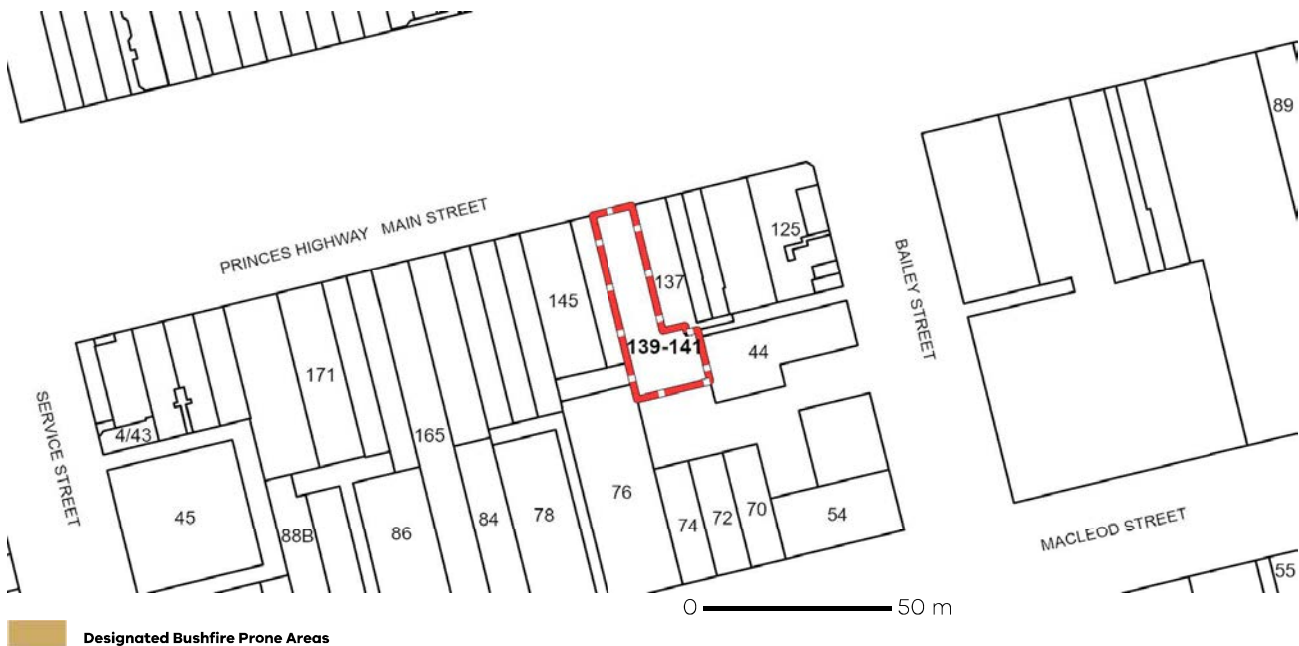 89
PRINCES HIGHWAY MAIN STREET
125
BAILEY STREET
137
145
139-141
44
171
SERVICE STREET
4/43
165
45
88B
86
84
78
76
74
72
70
54
MACLEOD STREET
55
0 50 m
Designated Bushfire Prone Areas